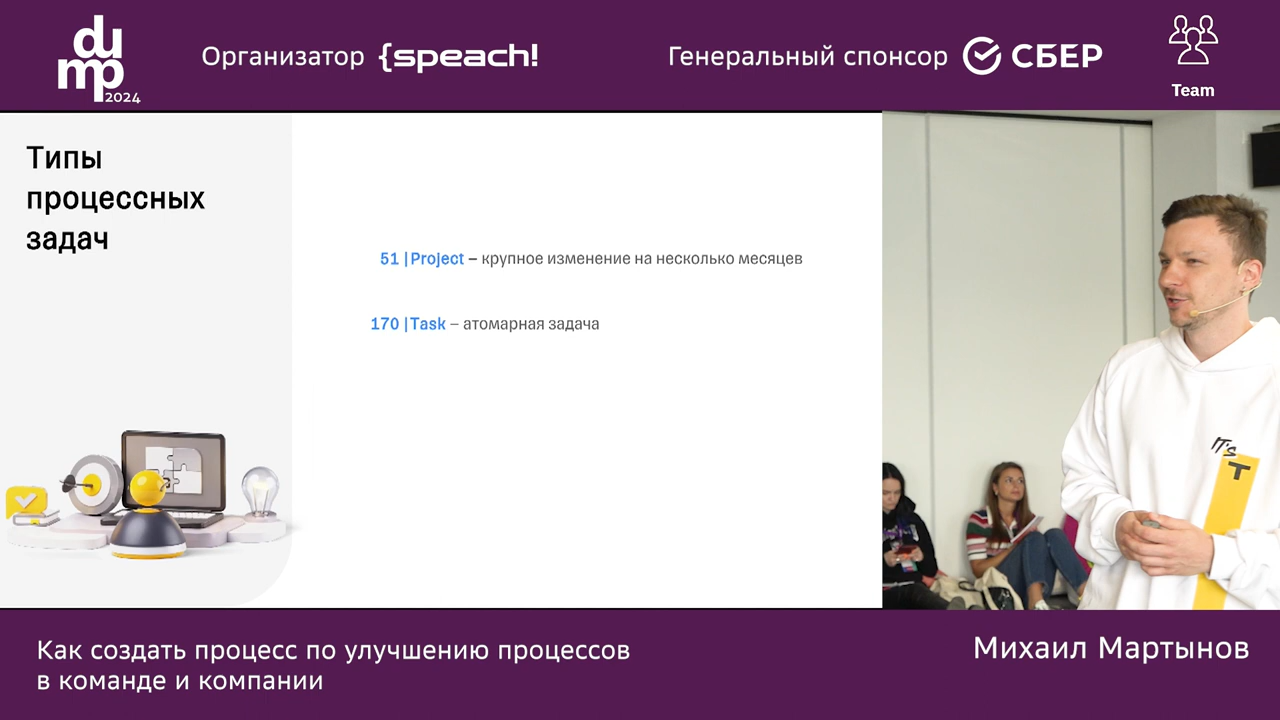 dump
2024
Организатор {speach!
Генеральный спонсор СБЕР
Team
Типы
процессных
задач
51 | Project – крупное изменение на несколько месяцев
170 | Task – атомарная задача
IT'S
T
Как создать процесс по улучшению процессов
в команде и компании
Михаил Мартынов